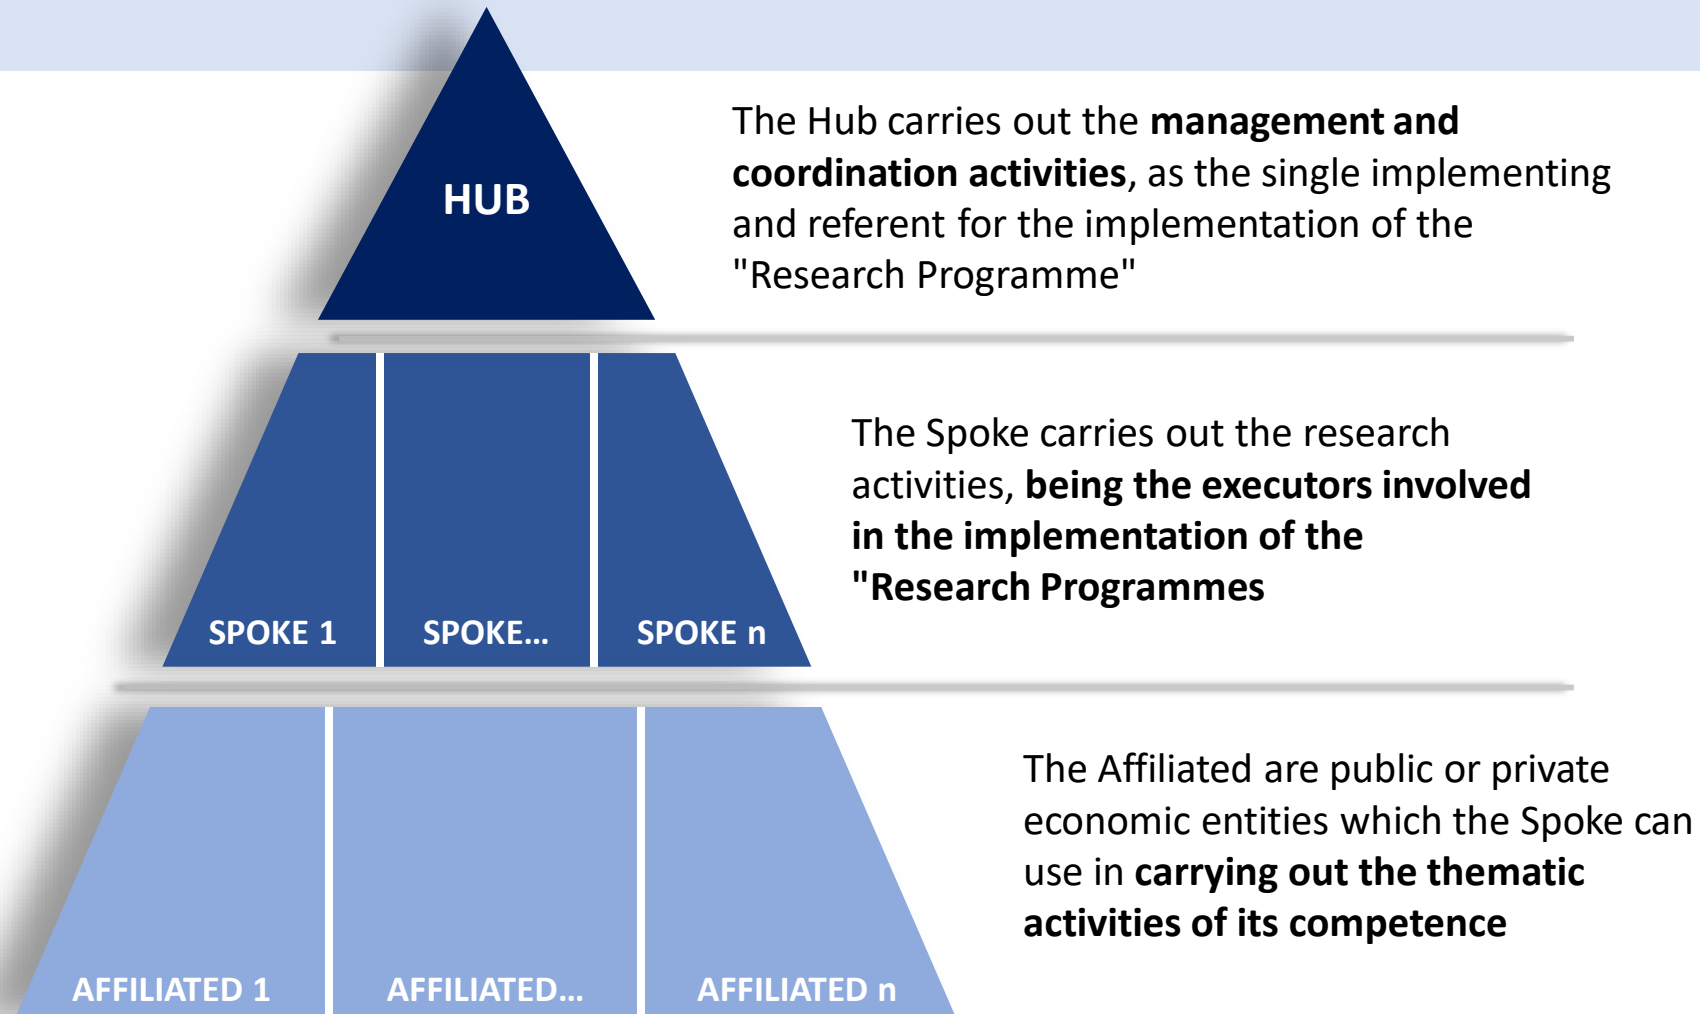 HUB
The Hub carries out the management and
coordination activities, as the single implementing
and referent for the implementation of the
"Research Programme"
SPOKE 1
SPOKE...
SPOKE n
The Spoke carries out the research
activities, being the executors involved
in the implementation of the
"Research Programmes
AFFILIATED 1
AFFILIATED...
AFFILIATED n
The Affiliated are public or private
economic entities which the Spoke can
use in carrying out the thematic
activities of its competence